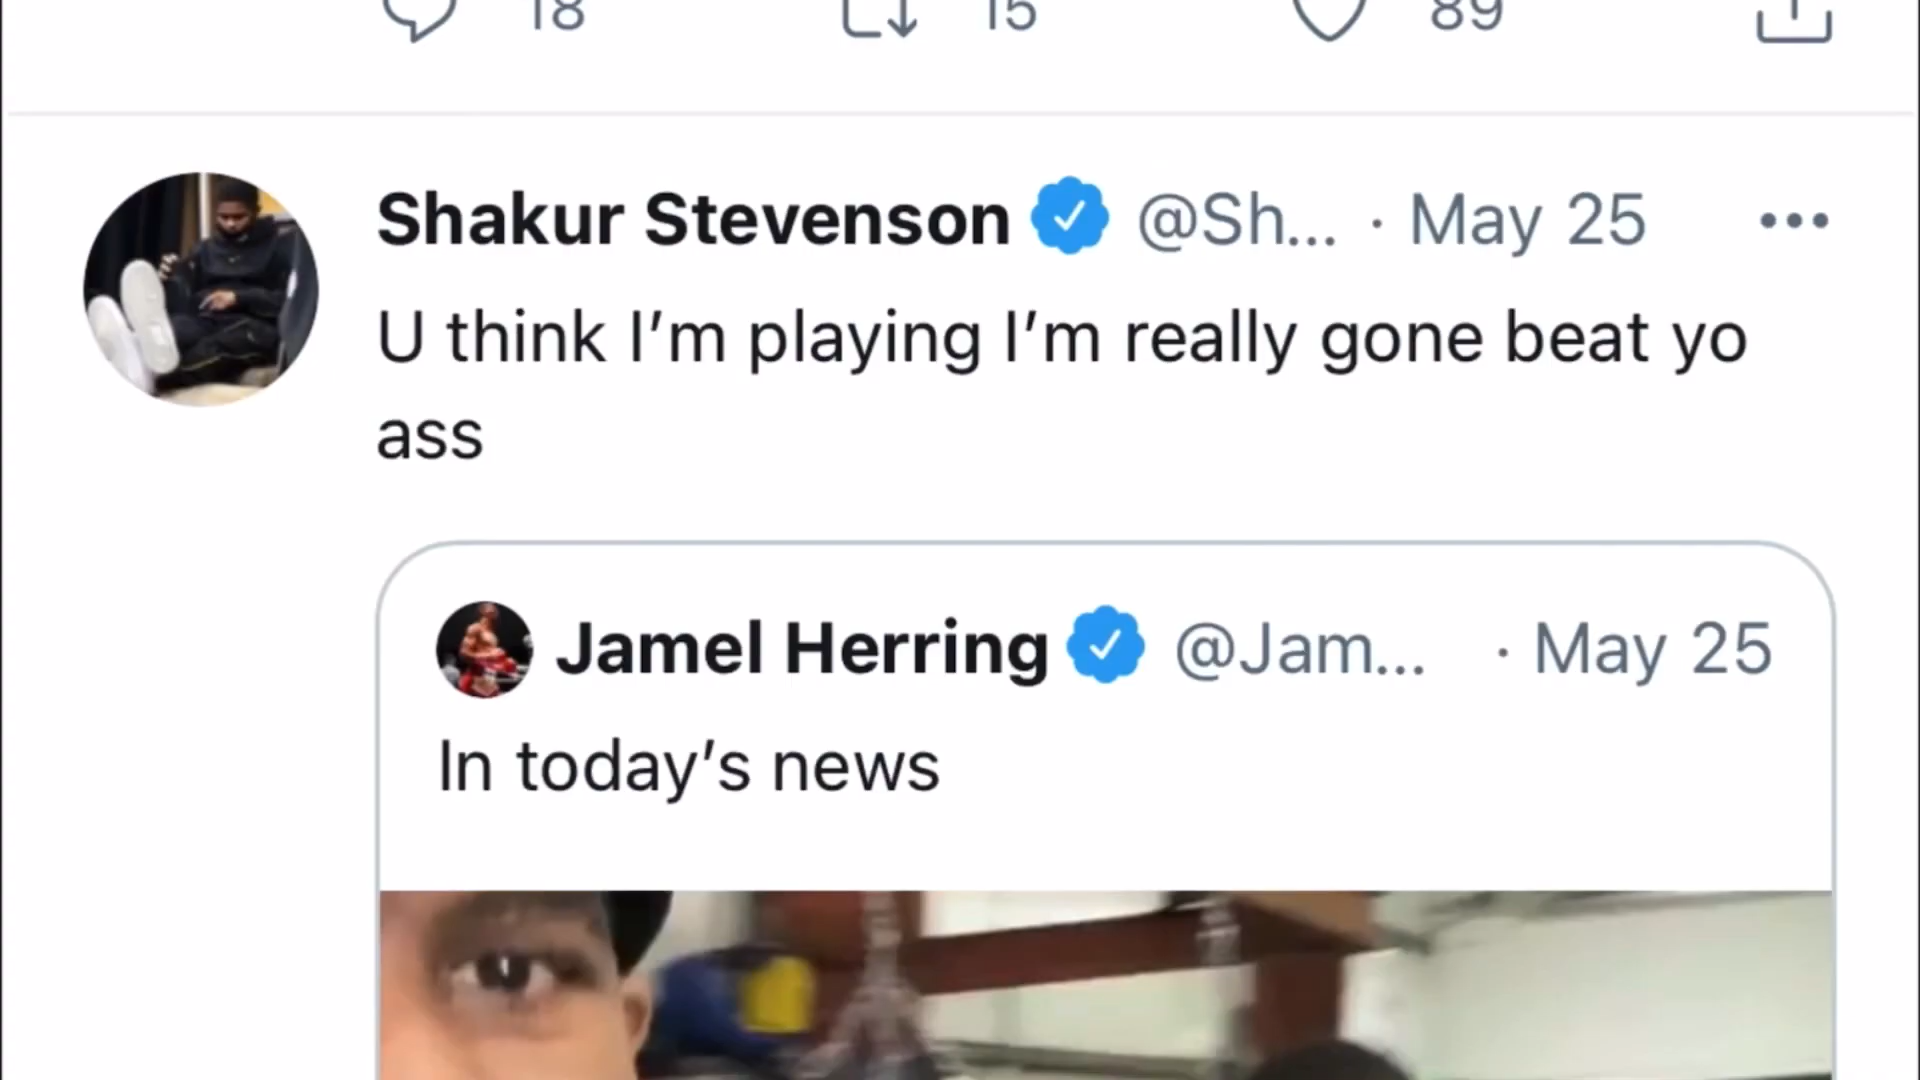 18 15 89
Shakur Stevenson @Sh... · May 25
U think I’m playing I’m really gone beat yo
ass
Jamel Herring @Jam... · May 25
In today’s news